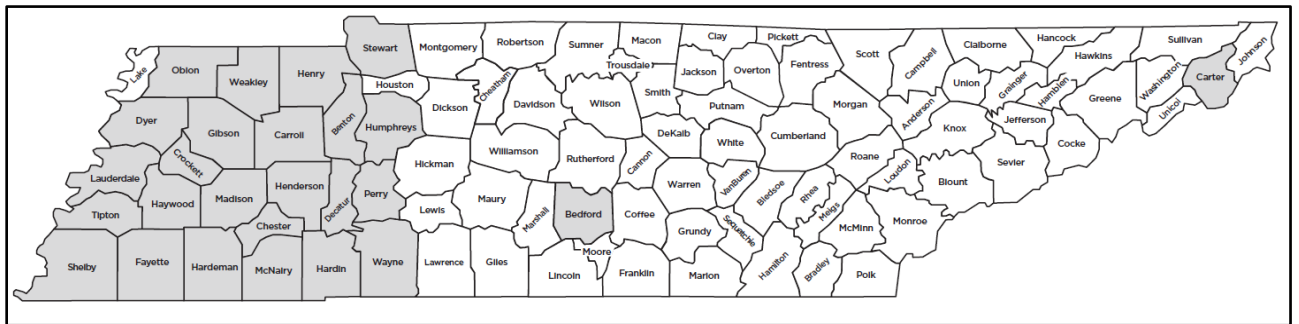 Lake
Obion
Weakley
Henry
Stewart
Montgomery
Robertson
Sumner
Macon
Trousdale
Clay
Pickett
Scott
Campbell
Claiborne
Hancock
Hawkins
Sullivan
Johnson
Carter
Washington
Unicoi
Greene
Hamblen
Grainger
Union
Houston
Dickson
Cheatham
Davidson
Wilson
Smith
Jackson
Overton
Fentress
Putnam
Morgan
Anderson
Knox
Jefferson
Cocke
Sevier
Dyer
Gibson
Carroll
Benton
Humphreys
Hickman
Williamson
Rutherford
Cannon
DeKalb
White
Cumberland
Roane
Loudon
Blount
Lauderdale
Crockett
Haywood
Madison
Henderson
Decatur
Perry
Lewis
Maury
Marshall
Bedford
Coffee
Warren
VanBuren
Bledsoe
Rhea
Meigs
McMinn
Monroe
Tipton
Chester
Shelby
Fayette
Hardeman
McNairy
Hardin
Wayne
Lawrence
Giles
Lincoln
Moore
Franklin
Grundy
Marion
Sequatchie
Hamilton
Bradley
Polk